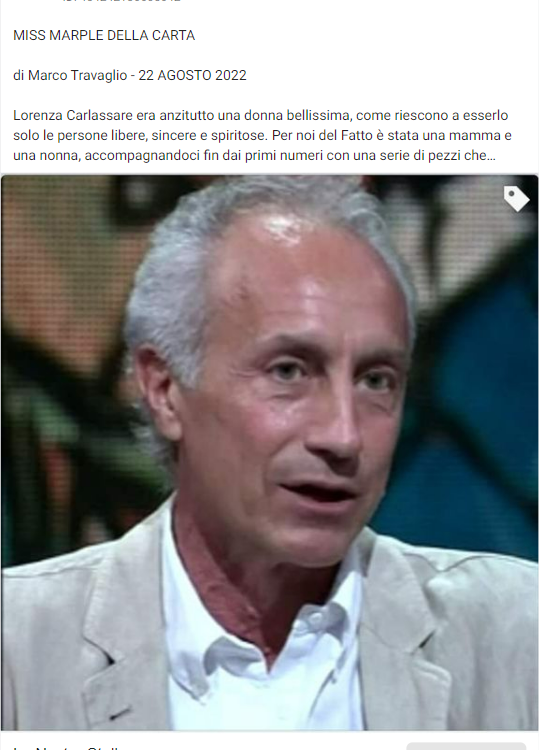 MISS MARPLE DELLA CARTA
di Marco Travaglio - 22 AGOSTO 2022
Lorenza Carlassare era anzitutto una donna bellissima, come riescono a esserlo
solo le persone libere, sincere e spiritose. Per noi del Fatto è stata una mamma e
una nonna, accompagnandoci fin dai primi numeri con una serie di pezzi che...